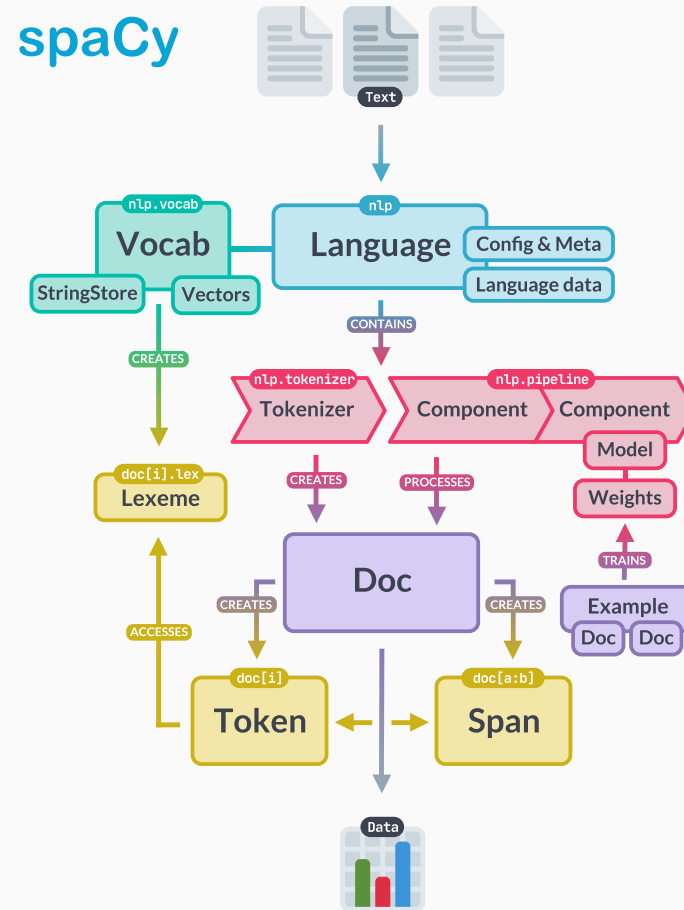 spaCy
Text
nlp.vocab
nlp
Vocab
Language
Config & Meta
StringStore
Vectors
Language data
CONTAINS
CREATES
nlp.tokenizer
nlp.pipeline
Tokenizer
Component
Component
Model
doc[i].lex
Lexeme
CREATES
PROCESSES
Weights
TRAINS
Doc
Example
CREATES
CREATES
Doc
Doc
ACCESSES
doc[i]
doc[a:b]
Token
Span
Data